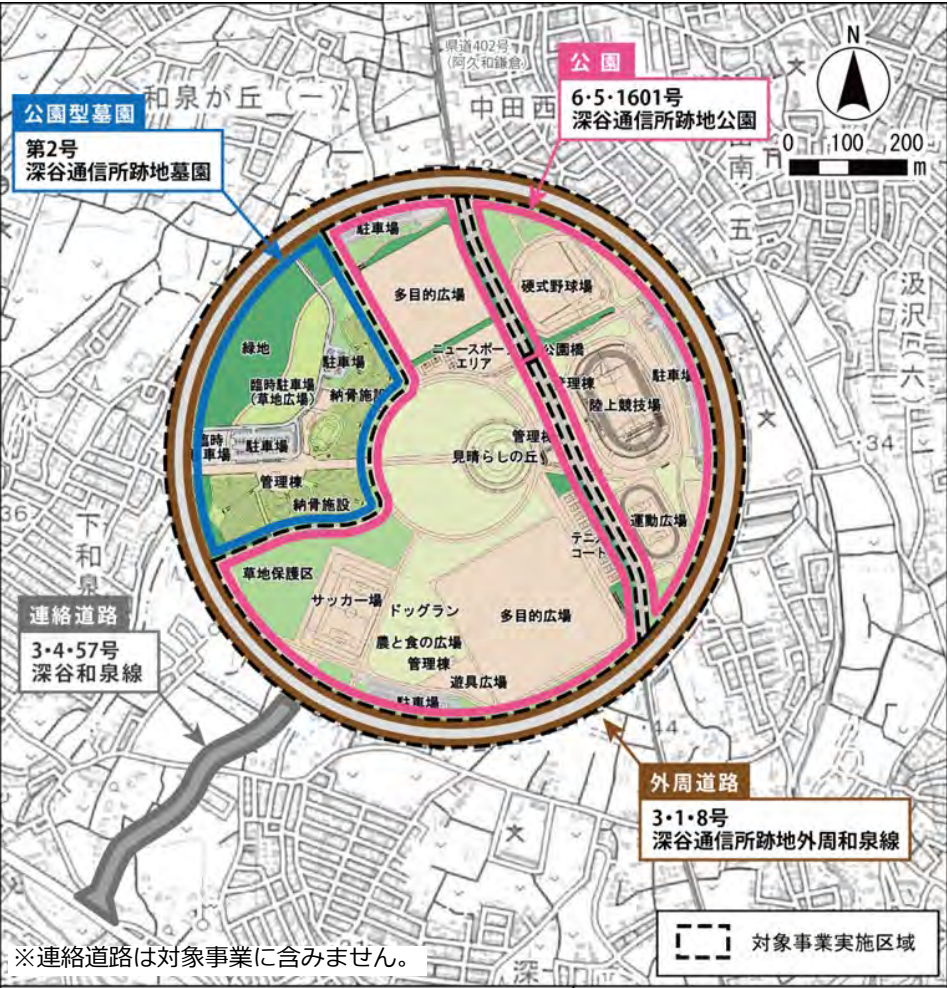 県道402号
(阿久和鎌倉)
公園
6・5・1601号
深谷通信所跡地公園
N
0 100 200
m
和泉が丘(一)
中田西
公園型墓園
第2号
深谷通信所跡地墓園
南
(五)
汲沢
六
駐車場
多目的広場
硬式野球場
緑地
駐車場
ニュースポー
エリア
公園橋
管理棟
駐車場
臨時駐車場
(草地広場)
納骨施設
陸上競技場
臨時
車場
駐車場
管理棟
見晴らしの丘
34
管理棟
納骨施設
36
運動広場
テニス
コート
下和泉
草地保護区
サッカー場
ドッグラン
多目的広場
農と食の広場
管理棟
遊具広場
駐車場
連絡道路
3・4・57号
深谷和泉線
44
外周道路
3・1・8号
深谷通信所跡地外周和泉線
対象事業実施区域
※連絡道路は対象事業に含みません。
深